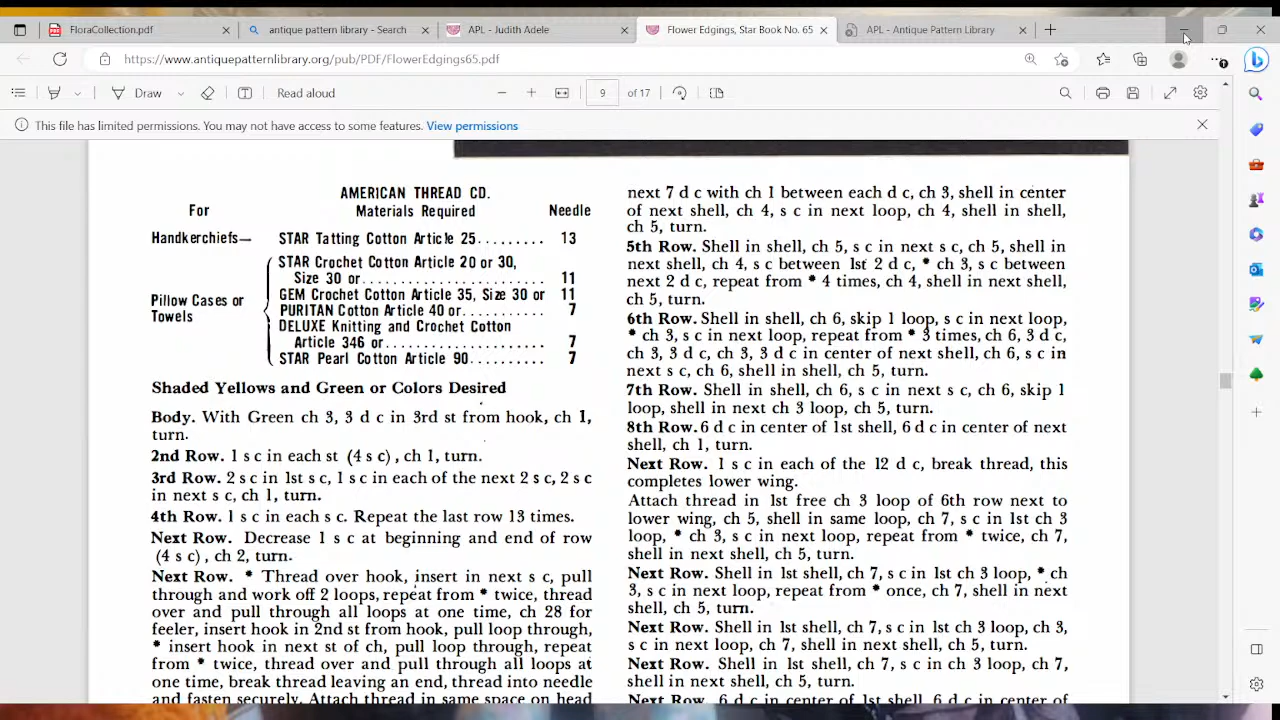 FloraCollection.pdf
antique pattern library - Search
APL - Judith Adele
Flower Edgings, Star Book No. 65
APL - Antique Pattern Library
https://www.antiquepatternlibrary.org/pub/PDF/FlowerEdgings65.pdf
Draw
Read aloud
9
of 17
This file has limited permissions. You may not have access to some features. View permissions
AMERICAN THREAD CO.
For Materials Required Needle
Handkerchiefs— STAR Tatting Cotton Article 25......... 13
Pillow Cases or Towels
STAR Crochet Cotton Article 20 or 30,
Size 30 or....................... 11
GEM Crochet Cotton Article 35, Size 30 or 11
PURITAN Cotton Article 40 or........... 7
DELUXE Knitting and Crochet Cotton
Article 346 or..................... 7
STAR Pearl Cotton Article 90.......... 7
Shaded Yellows and Green or Colors Desired
Body. With Green ch 3, 3 d c in 3rd st from hook, ch 1,
turn.
2nd Row. 1 s c in each st (4 s c), ch 1, turn.
3rd Row. 2 s c in 1st s c, 1 s c in each of the next 2 s c, 2 s c
in next s c, ch 1, turn.
4th Row. 1 s c in each s c. Repeat the last row 13 times.
Next Row. Decrease 1 s c at beginning and end of row
(4 s c), ch 2, turn.
Next Row. * Thread over hook, insert in next s c, pull
through and work off 2 loops, repeat from * twice, thread
over and pull through all loops at one time, ch 28 for
feeler, insert hook in 2nd st from hook, pull loop through,
* insert hook in next st of ch, pull loop through, repeat
from * twice, thread over and pull through all loops at
one time, break thread leaving an end, thread into needle
and fasten securely. Attach thread in same space on head
next 7 d c with ch 1 between each d c, ch 3, shell in center
of next shell, ch 4, s c in next loop, ch 4, shell in shell,
ch 5, turn.
5th Row. Shell in shell, ch 5, s c in next s c, ch 5, shell in
next shell, ch 4, s c between 1st 2 d c, * ch 3, s c between
next 2 d c, repeat from * 4 times, ch 4, shell in next shell,
ch 5, turn.
6th Row. Shell in shell, ch 6, skip 1 loop, s c in next loop,
* ch 3, s c in next loop, repeat from * 3 times, ch 6, 3 d c,
ch 3, 3 d c, ch 3, 3 d c in center of next shell, ch 6, s c in
next s c, ch 6, shell in shell, ch 5, turn.
7th Row. Shell in shell, ch 6, s c in next s c, ch 6, skip 1
loop, shell in next ch 3 loop, ch 5, turn.
8th Row. 6 d c in center of 1st shell, 6 d c in center of next
shell, ch 1, turn.
Next Row. 1 s c in each of the 12 d c, break thread, this
completes lower wing.
Attach thread in 1st free ch 3 loop of 6th row next to
lower wing, ch 5, shell in same loop, ch 7, s c in 1st ch 3
loop, * ch 3, s c in next loop, repeat from * twice, ch 7,
shell in next shell, ch 5, turn.
Next Row. Shell in 1st shell, ch 7, s c in 1st ch 3 loop, * ch
3, s c in next loop, repeat from * once, ch 7, shell in next
shell, ch 5, turn.
Next Row. Shell in 1st shell, ch 7, s c in 1st ch 3 loop, ch 3,
s c in next loop, ch 7, shell in next shell, ch 5, turn.
Next Row. Shell in 1st shell, ch 7, s c in ch 3 loop, ch 7,
shell in next shell, ch 5, turn.
Next Row. 6 d c in center of 1st shell, 6 d c in center of